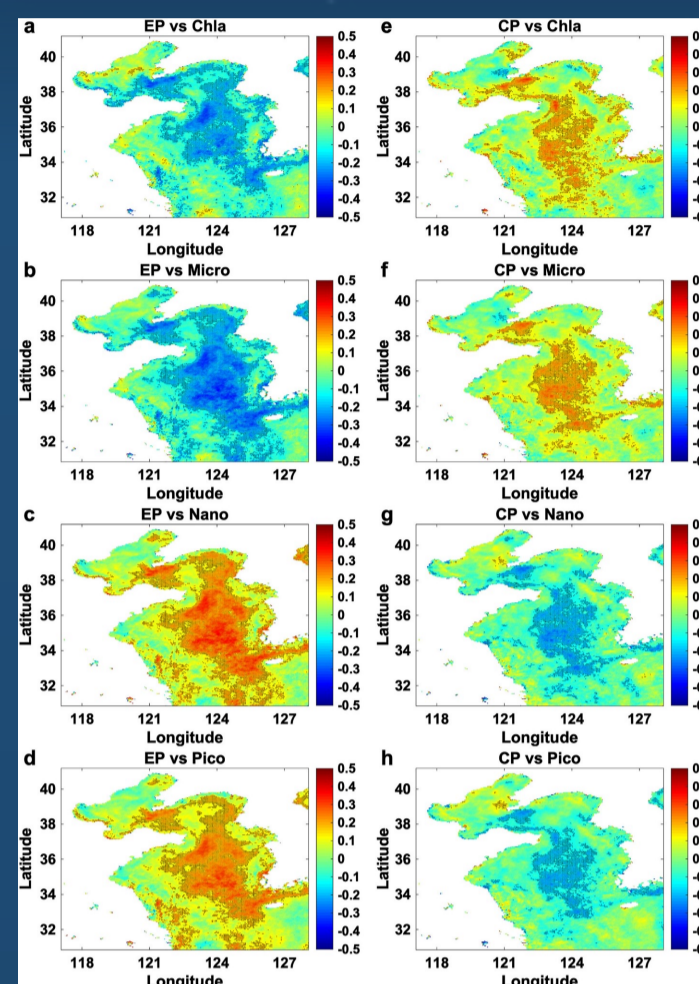 a EP vs Chla
Latitude
40
38
36
34
32
118 121 124 127
Longitude
0.5
0.4
0.3
0.2
0.1
0
-0.1
-0.2
-0.3
-0.4
-0.5
e CP vs Chla
Latitude
40
38
36
34
32
118 121 124 127
Longitude
b EP vs Micro
Latitude
40
38
36
34
32
118 121 124 127
Longitude
0.5
0.4
0.3
0.2
0.1
0
-0.1
-0.2
-0.3
-0.4
-0.5
f CP vs Micro
Latitude
40
38
36
34
32
118 121 124 127
Longitude
c EP vs Nano
Latitude
40
38
36
34
32
118 121 124 127
Longitude
0.5
0.4
0.3
0.2
0.1
0
-0.1
-0.2
-0.3
-0.4
-0.5
g CP vs Nano
Latitude
40
38
36
34
32
118 121 124 127
Longitude
d EP vs Pico
Latitude
40
38
36
34
32
118 121 124 127
Longitude
0.5
0.4
0.3
0.2
0.1
0
-0.1
-0.2
-0.3
-0.4
-0.5
h CP vs Pico
Latitude
40
38
36
34
32
118 121 124 127
Longitude